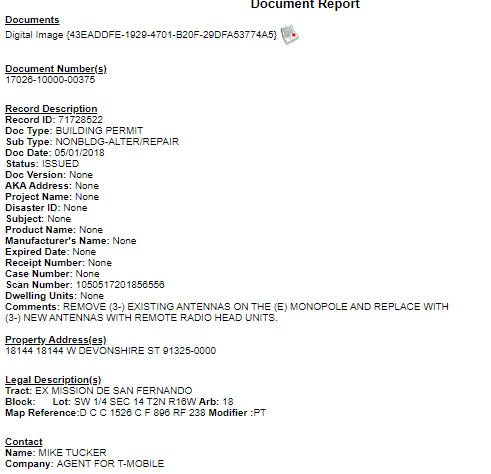 Document Report
Documents
Digital Image {43EADDFE-1929-4701-B20F-29DFA53774A5}
Document Number(s)
17026-10000-00375
Record Description
Record ID: 71728522
Doc Type: BUILDING PERMIT
Sub Type: NONBLDG-ALTER/REPAIR
Doc Date: 05/01/2018
Status: ISSUED
Doc Version: None
AKA Address: None
Project Name: None
Disaster ID: None
Subject: None
Product Name: None
Manufacturer's Name: None
Expired Date: None
Receipt Number: None
Case Number: None
Scan Number: 1050517201856556
Dwelling Units: None
Comments: REMOVE (3-) EXISTING ANTENNAS ON THE (E) MONOPOLE AND REPLACE WITH
(3-) NEW ANTENNAS WITH REMOTE RADIO HEAD UNITS.
Property Address(es)
18144 18144 W DEVONSHIRE ST 91325-0000
Legal Description(s)
Tract: EX MISSION DE SAN FERNANDO
Block: Lot: SW 1/4 SEC 14 T2N R16W Arb: 18
Map Reference:D C C 1526 C F 896 RF 238 Modifier :PT
Contact
Name: MIKE TUCKER
Company: AGENT FOR T-MOBILE